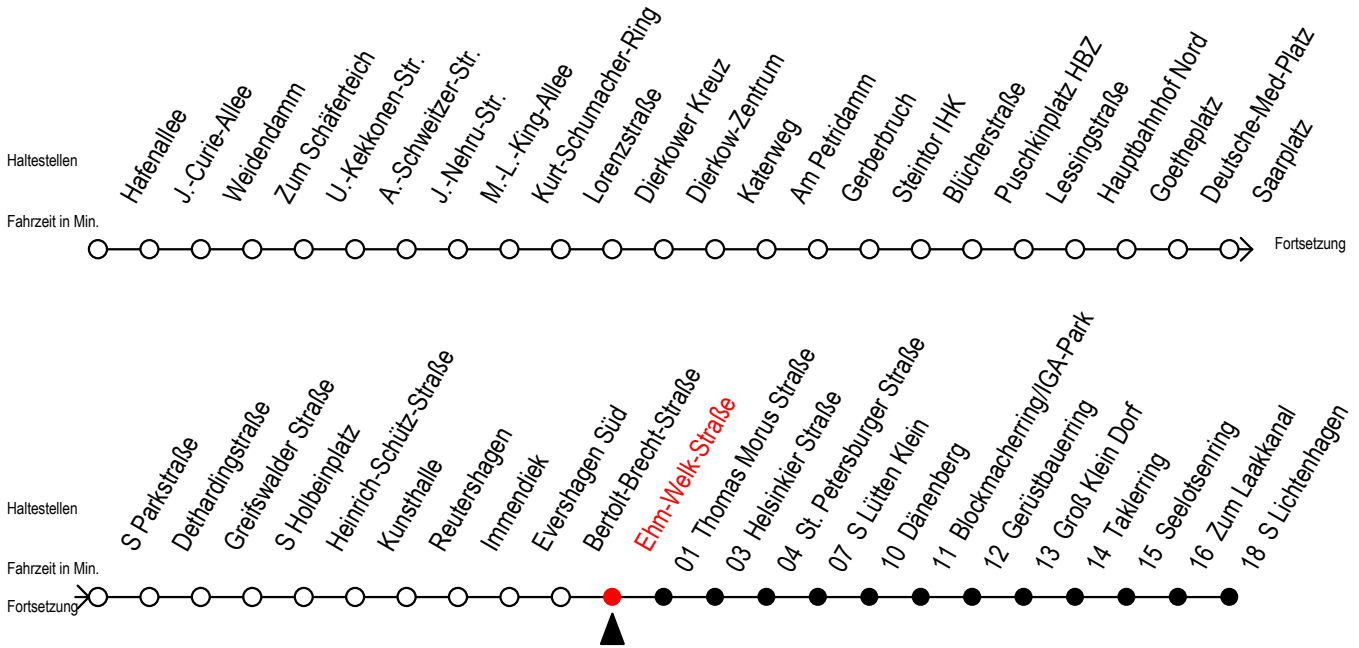 Haltestellen
Hafenallee
J.-Curie-Allee
Weidendamm
Zum Schäferteich
U.-Kekkonen-Str.
A.-Schweitzer-Str.
J.-Nehru-Str.
M.-L.-King-Allee
Kurt-Schumacher-Ring
Lorenzstraße
Dierkower Kreuz
Dierkow-Zentrum
Katerweg
Am Petridamm
Gerberbruch
Steintor IHK
Blücherstraße
Puschkinplatz HBZ
Lessingstraße
Hauptbahnhof Nord
Goetheplatz
Deutsche-Med-Platz
Saarplatz
Fahrzeit in Min.
Fortsetzung
Haltestellen
S Parkstraße
Dethardingstraße
Greifswalder Straße
S Holbeinplatz
Heinrich-Schütz-Straße
Kunsthalle
Reutershagen
Immendiek
Evershagen Süd
Bertolt-Brecht-Straße
Ehm-Welk-Straße
01 Thomas Morus Straße
03 Helsinkier Straße
04 St. Petersburger Straße
07 S Lütten Klein
10 Dänenberg
11 Blockmacherring/IGA-Park
12 Gerüstbauerring
13 Groß Klein Dorf
14 Taklerring
15 Seelotsenring
16 Zum Laakkanal
18 S Lichtenhagen
Fahrzeit in Min.
Fortsetzung